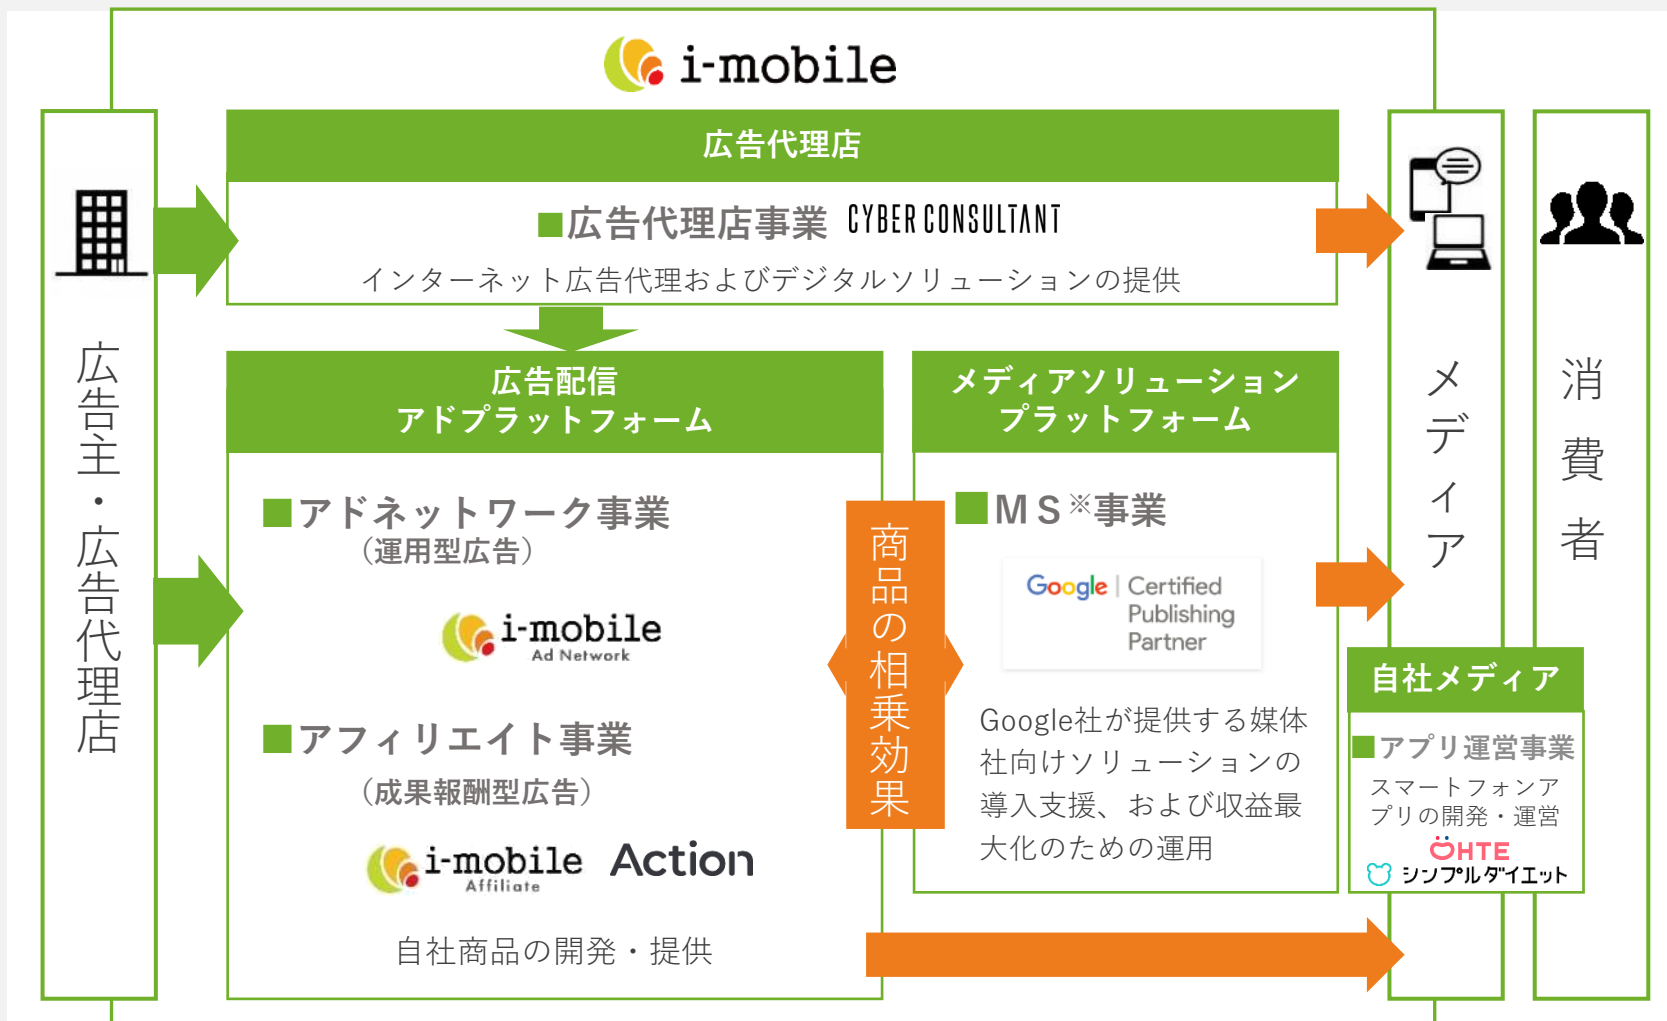 i-mobile
広告主・広告代理店
広告代理店
■広告代理店事業 CYBER CONSULTANT
インターネット広告代理およびデジタルソリューションの提供
広告配信
アドプラットフォーム
■アドネットワーク事業
（運用型広告）
i-mobile
Ad Network
■アフィリエイト事業
（成果報酬型広告）
i-mobile Action
Affiliate
自社商品の開発・提供
商品の相乗効果
メディアソリューション
プラットフォーム
■ＭＳ※事業
Google Certified
Publishing
Partner
Google社が提供する媒体
社向けソリューションの
導入支援、および収益最
大化のための運用
メディア
自社メディア
■アプリ運営事業
スマートフォンア
プリの開発・運営
OHTE
シンプルダイエット
消費者